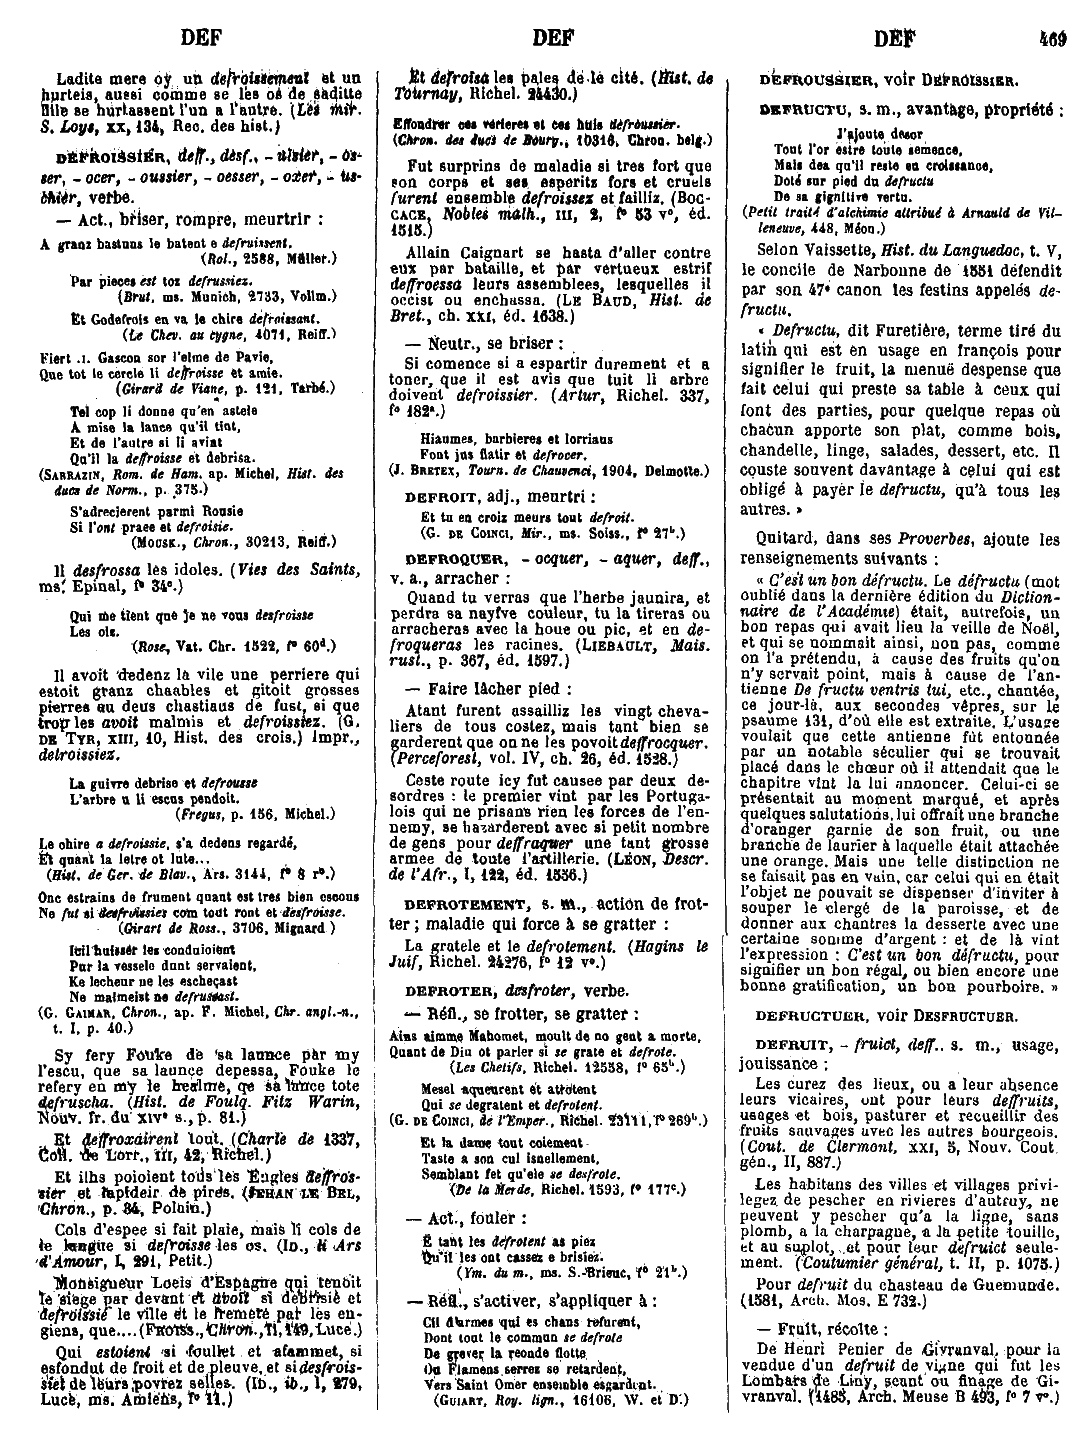 DEF
DEF
DEF
469
Ladite mere oÿ un defroissement et un
hurteis, aussi comme se les os de saditte
fille se hurtassent l'un a l'autre. (Les mir.
S. Loys, XX, 134, Rec. des hist.)
DEFROISSIER, deff., desf., - uissier, - os-
ser, - ocer, - oussier, - oesser, - oxier, - us-
chier, verbe.
— Act., briser, rompre, meurtrir :
A granz bastuns le batent e defruissent.
(Rol., 2588, Müller.)
Par pieces est toz defrussiez.
(Brut, ms. Munich, 2733, Vollm.)
Et Godefrois en va le chire defroissant.
(Le Chev. au cygne, 4071, Reiff.)
Fiert .I. Gascon sor l'elme de Pavie,
Que tot le cercle li deffroisse et amie.
(Girard de Viane, p. 121, Tarbé.)
Tel cop li donne qu'en astele
A mise la lance qu'il tint,
Et de l'autre si li avint
Qu'il la deffroisse et debrisa.
(SARRAZIN, Rom. de Ham. ap. Michel, Hist. des
ducs de Norm., p. 375.)
S'adrecierent parmi Rousie
Si l'ont praee et defroisie.
(MOUSK., Chron., 30213, Reiff.)
Il desfrossa les idoles. (Vies des Saints,
ms. Epinal, f° 34ᵉ.)
Qui me tient que je ne vous desfroisse
Les os.
(Rose, Vat. Chr. 1522, f° 60ᵈ.)
Il avoit dedenz la vile une perriere qui
estoit granz chaables et gitoit grosses
pierres au deus chastiaus de fust, si que
trop les avoit malmis et defroissiez. (G.
DE TYR, XIII, 10, Hist. des crois.) Impr.,
detroissiez.
La guivre debrise et defrousse
L'arbre u li escus pendoit.
(Fregus, p. 156, Michel.)
Le chire a defroissie, s'a dedens regardé,
Et quant la letre ot lute...
(Hist. de Ger. de Blav., Ars. 3144, f° 8 r°.)
Onc estrains de frument quant est tres bien escous
Ne fut si desfroissies com tout ront et desfroisse.
(Girart de Ross., 3706, Mignard.)
Icil huissér les conduioient
Pur la vessele dunt servaient,
Ke lecheur ne les escheçast
Ne malmeist ne defrussast.
(G. GAIMAR, Chron., ap. F. Michel, Chr. angl.-n.,
t. I, p. 40.)
Sy fery Fouke de sa launce par my
l'escu, que sa launce depessa, Fouke le
refery en my le healme, qe sa launce tote
defruscha. (Hist. de Foulq. Fitz Warin,
Nouv. fr. du XIVᵉ s., p. 81.)
Et deffroxairent tout. (Charte de 1337,
Coll. de Lorr., III, 42, Richel.)
Et ilhs poioient tous les Engles deffros-
sier et lapideir de pires. (JEHAN LE BEL,
Chron., p. 84, Polain.)
Cols d'espee si fait plaie, mais li cols de
le langue si defroisse les os. (ID., li Ars
d'Amour, I, 291, Petit.)
Monsigueur Loeis d'Espagne qui tenoit
le siege par devant et avoit si debrisié et
defroissié le ville et le fremeté par les en-
giens, que.... (FROISS., Chron., II, 149, Luce.)
Qui estoient si foullet et afammet, si
esfondut de froit et de pleuve, et si desfrois-
siet de leurs povrez selles. (ID., ib., I, 279,
Luce, ms. Amiens, f° 11.)
Et defroisa les pales de le cité. (Hist. de
Tournay, Richel. 24430.)
Effondrer ces verieres et ces huis defroussier.
(Chron. des ducs de Bourg., 10316, Chron. belg.)
Fut surprins de maladie si tres fort que
son corps et ses esperitz fors et cruels
furent ensemble defroissez et failliz. (BOC-
CACE, Nobles malh., III, 2, f° 53 v°, éd.
1515.)
Allain Caignart se hasta d'aller contre
eux par bataille, et par vertueux estrif
deffroessa leurs assemblees, lesquelles il
occist ou enchassa. (LE BAUD, Hist. de
Bret., ch. XXI, éd. 1638.)
— Neutr., se briser :
Si comence si a espartir durement et a
toner, que il est avis que tuit li arbre
doivent defroissier. (Artur, Richel. 337,
f° 182ᵃ.)
Hiaumes, barbieres et lorriaus
Font jus flatir et defrocer.
(J. BRETEX, Tourn. de Chauvenci, 1904, Delmotte.)
DEFROIT, adj., meurtri :
Et tu en croiz meurs tout defroit.
(G. DE COINCI, Mir., ms. Soiss., f° 27ᵇ.)
DEFROQUER, - ocquer, - aquer, deff.,
v. a., arracher :
Quand tu verras que l'herbe jaunira, et
perdra sa nayfve couleur, tu la tireras ou
arracheras avec la houe ou pic, et en de-
froqueras les racines. (LIEBAULT, Mais.
rust., p. 367, éd. 1597.)
— Faire lâcher pied :
Atant furent assailliz les vingt cheva-
liers de tous costez, mais tant bien se
garderent que on ne les povoit deffrocquer.
(Perceforest, vol. IV, ch. 26, éd. 1528.)
Ceste route icy fut causee par deux de-
sordres : le premier vint par les Portuga-
lois qui ne prisans rien les forces de l'en-
nemy, se hazarderent avec si petit nombre
de gens pour deffraquer une tant grosse
armee de toute l'artillerie. (LÉON, Descr.
de l'Afr., I, 122, éd. 1556.)
DEFROTEMENT, s. m., action de frot-
ter ; maladie qui force à se gratter :
La gratele et le defrotement. (Hagins le
Juif, Richel. 24276, f° 12 v°.)
DEFROTER, desfroter, verbe.
— Réfl., se frotter, se gratter :
Ains aimme Mahomet, moult de no gent a morte,
Quant de Diu ot parler si se grate et defrote.
(Les Chetifs, Richel. 12558, f° 65ᵇ.)
Mesel aqueurent et atrotent
Qui se degratent et defrotent.
(G. DE COINCI, de l'Emper., Richel. 23111, f° 269ᵇ.)
Et la dame tout coiement
Taste a son cul isnellement,
Semblant fet qu'ele se desfrote.
(De la Merde, Richel. 1593, f° 177ᶜ.)
— Act., fouler :
E tant les defrotent as piez
Qu'il les ont cassez e brisiez.
(Ym. du m., ms. S.-Brieuc, f° 21ᵇ.)
— Réfl., s'activer, s'appliquer à :
Cil d'armes qui es chans refurent,
Dont tout le commun se defrote
De grever la reonde flotte
Ou Flamens serrez se retardent,
Vers Saint Omer ensemble esgardent.
(GUIART, Roy. lign., 16106, W. et D.)
DEFROUSSIER, voir DEFROISSIER.
DEFRUCTU, s. m., avantage, propriété :
J'ajoute decor
Tout l'or estre toute semence,
Mais des qu'il reste en croissance,
Doté sur pied du defructu
De sa gignitive vertu.
(Petit traité d'alchimie attribué à Arnauld de Vil-
leneuve, 448, Méon.)
Selon Vaissette, Hist. du Languedoc, t. V,
le concile de Narbonne de 1551 défendit
par son 47ᵉ canon les festins appelés de-
fructu.
« Defructu, dit Furetière, terme tiré du
latin qui est en usage en françois pour
signifier le fruit, la menuë despense que
fait celui qui preste sa table à ceux qui
font des parties, pour quelque repas où
chacun apporte son plat, comme bois,
chandelle, linge, salades, dessert, etc. Il
couste souvent davantage à celui qui est
obligé à payer le defructu, qu'à tous les
autres. »
Quitard, dans ses Proverbes, ajoute les
renseignements suivants :
« C'est un bon défructu. Le défructu (mot
oublié dans la dernière édition du Diction-
naire de l'Académie) était, autrefois, un
bon repas qui avait lieu la veille de Noël,
et qui se nommait ainsi, non pas, comme
on l'a prétendu, à cause des fruits qu'on
n'y servait point, mais à cause de l'an-
tienne De fructu ventris tui, etc., chantée,
ce jour-là, aux secondes vêpres, sur le
psaume 131, d'où elle est extraite. L'usage
voulait que cette antienne fût entonnée
par un notable séculier qui se trouvait
placé dans le chœur où il attendait que le
chapitre vînt la lui annoncer. Celui-ci se
présentait au moment marqué, et après
quelques salutations, lui offrait une branche
d'oranger garnie de son fruit, ou une
branche de laurier à laquelle était attachée
une orange. Mais une telle distinction ne
se faisait pas en vain, car celui qui en était
l'objet ne pouvait se dispenser d'inviter à
souper le clergé de la paroisse, et de
donner aux chantres la desserte avec une
certaine somme d'argent : et de là vint
l'expression : C'est un bon défructu, pour
signifier un bon régal, ou bien encore une
bonne gratification, un bon pourboire. »
DEFRUCTUER, voir DESFRUCTUER.
DEFRUIT, - fruict, deff.. s. m., usage,
jouissance :
Les curez des lieux, ou a leur absence
leurs vicaires, ont pour leurs deffruits,
usages et bois, pasturer et recueillir des
fruits sauvages avec les autres bourgeois.
(Cout. de Clermont, XXI, 5, Nouv. Cout.
gén., II, 887.)
Les habitans des villes et villages privi-
legez de pescher en rivieres d'autruy, ne
peuvent y pescher qu'a la ligne, sans
plomb, a la charpagne, a la petite touille,
et au suplot, et pour leur defruict seule-
ment. (Coutumier général, t. II, p. 1075.)
Pour defruit du chasteau de Guemunde.
(1581, Arch. Mos. E 732.)
— Fruit, récolte :
De Henri Penier de Givranval, pour la
vendue d'un defruit de vigne qui fut les
Lombars de Liny, seant ou finage de Gi-
vranval. (1485, Arch. Meuse B 493, f° 7 v°.)